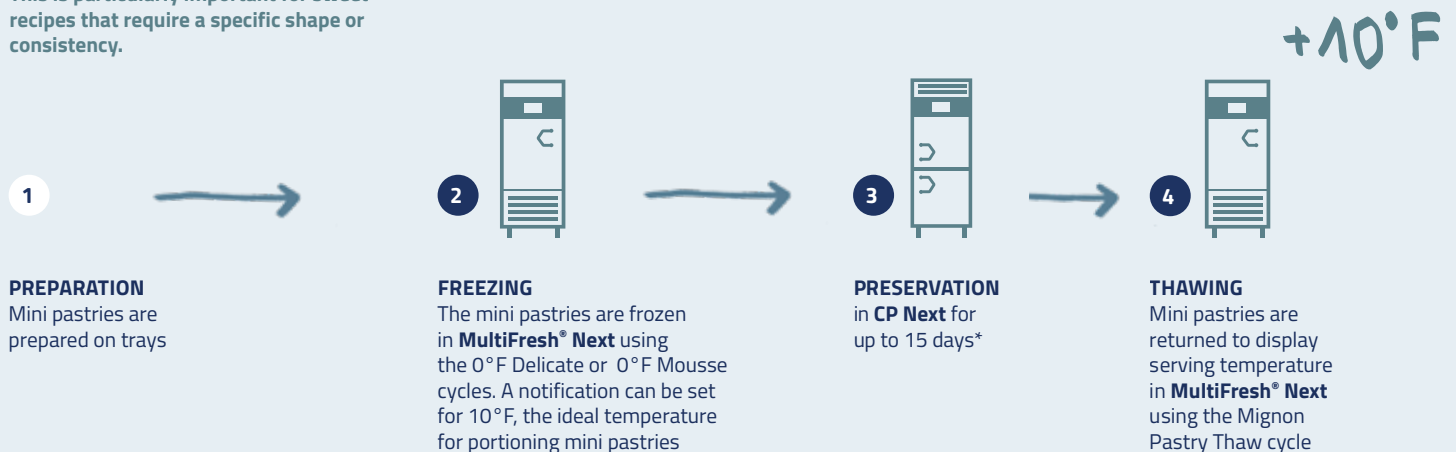 recipes that require a specific shape or
consistency.
+10°F
1
2
3
4
PREPARATION
Mini pastries are
prepared on trays
FREEZING
The mini pastries are frozen
in MultiFresh® Next using
the 0°F Delicate or 0°F Mousse
cycles. A notification can be set
for 10°F, the ideal temperature
for portioning mini pastries
PRESERVATION
in CP Next for
up to 15 days*
THAWING
Mini pastries are
returned to display
serving temperature
in MultiFresh® Next
using the Mignon
Pastry Thaw cycle